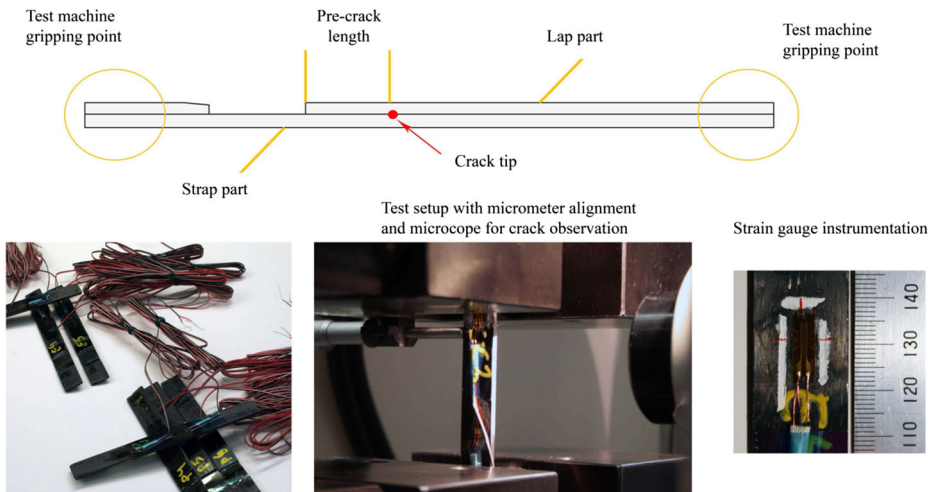 Test machine
gripping point
Pre-crack
length
Lap part
Test machine
gripping point
Crack tip
Strap part
Test setup with micrometer alignment
and microcope for crack observation
Strain gauge instrumentation
140
130
120
110